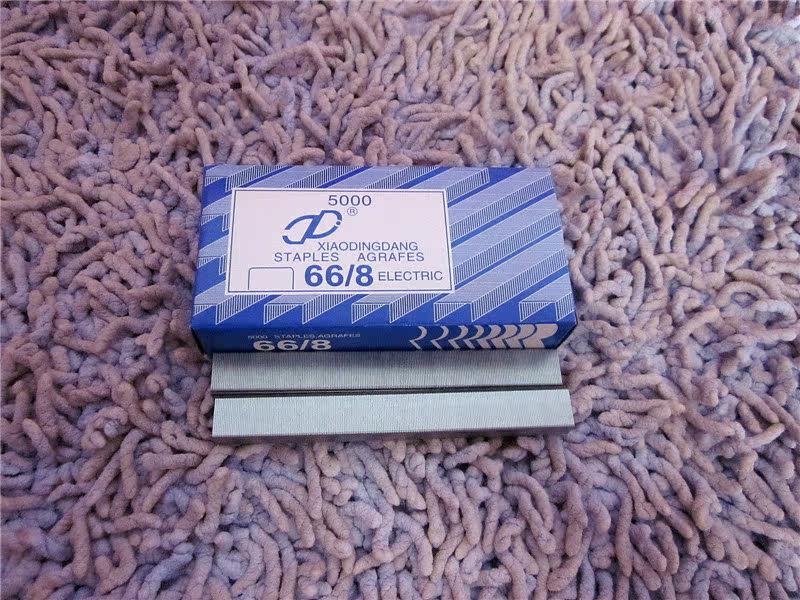 5000
®
XIAODINGDANG
STAPLES AGRAFES
66/8 ELECTRIC
5000 STAPLES.AGRAFES
66/8